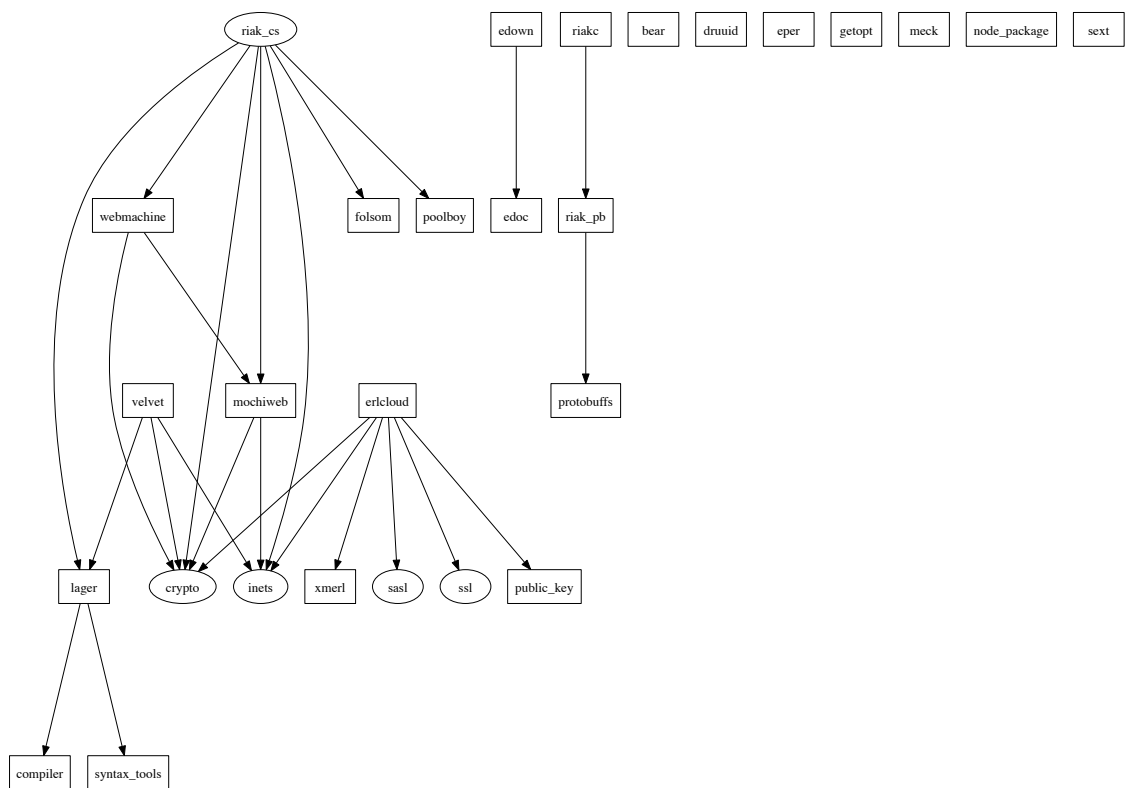 riak_cs
edown
riakc
bear
druuid
eper
getopt
meck
node_package
sext
webmachine
folsom
poolboy
edoc
riak_pb
velvet
mochiweb
erlcloud
protobuffs
lager
crypto
inets
xmerl
sasl
ssl
public_key
compiler
syntax_tools